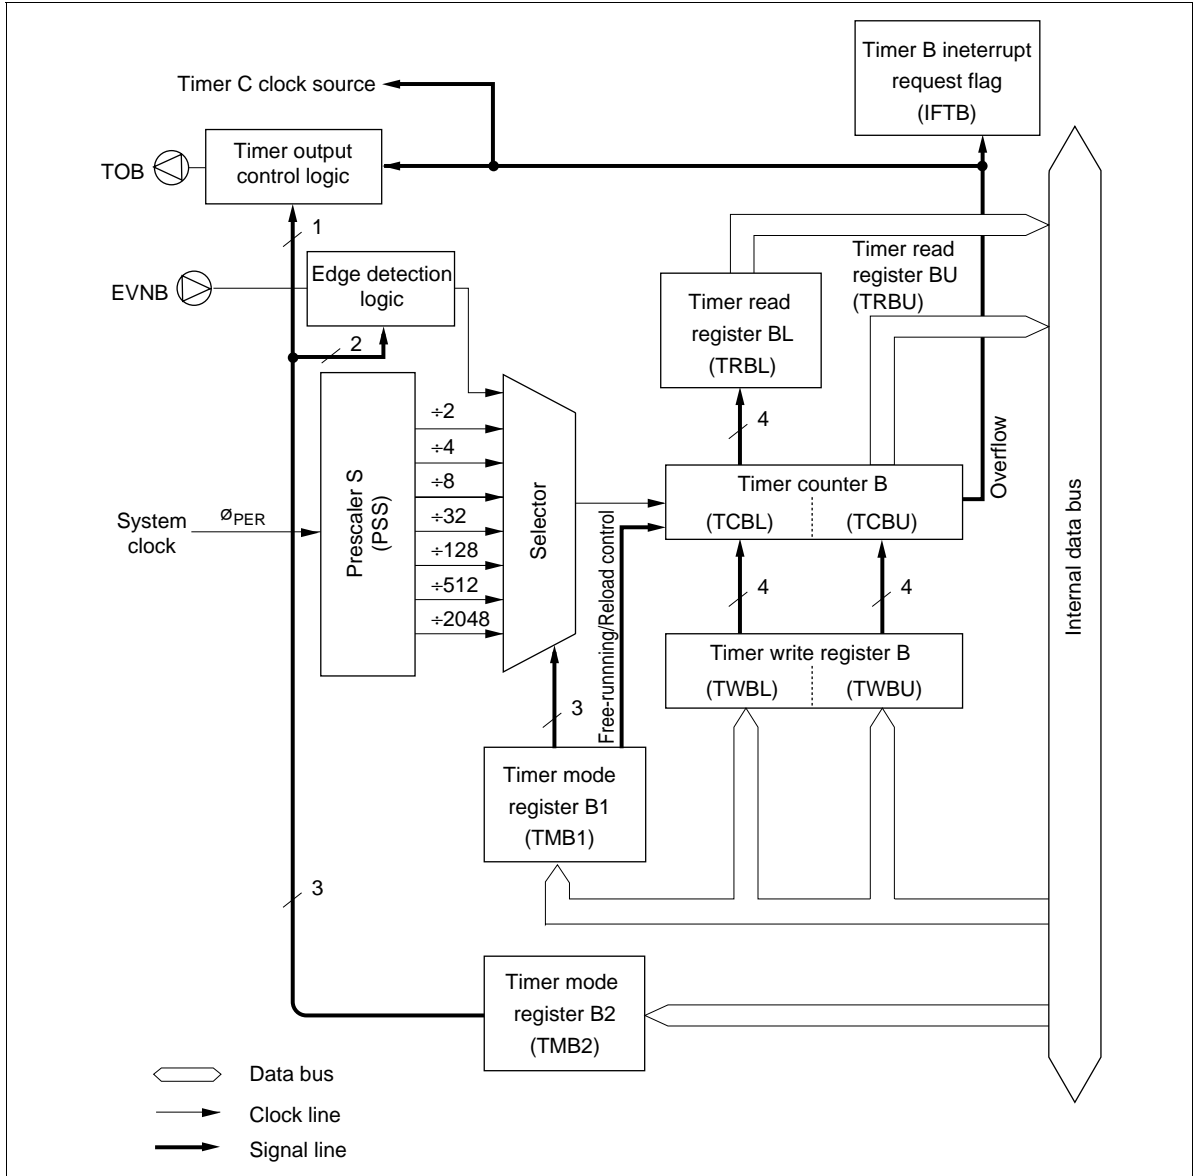 Timer B ineterrupt
request flag
(IFTB)
Timer C clock source
Timer output
control logic
TOB
1
Edge detection
logic
EVNB
2
Timer read
register BU
(TRBU)
Timer read
register BL
(TRBL)
4
Overflow
Internal data bus
System
clock
øPER
Prescaler S
(PSS)
÷2
÷4
÷8
÷32
÷128
÷512
÷2048
Selector
Timer counter B
(TCBL)
(TCBU)
Free-runnning/Reload control
4
4
Timer write register B
(TWBL)
(TWBU)
3
Timer mode
register B1
(TMB1)
3
Timer mode
register B2
(TMB2)
Data bus
Clock line
Signal line